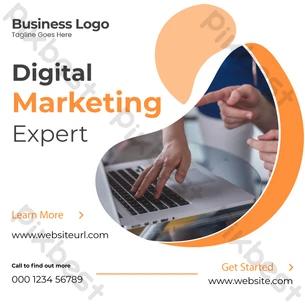 Business Logo
Tagline Goes Here
Digital
Marketing
Expert
Learn More >
www.websiteurl.com
Call to find out more
000 1234 56789
Get Started >
www.website.com
pixbest